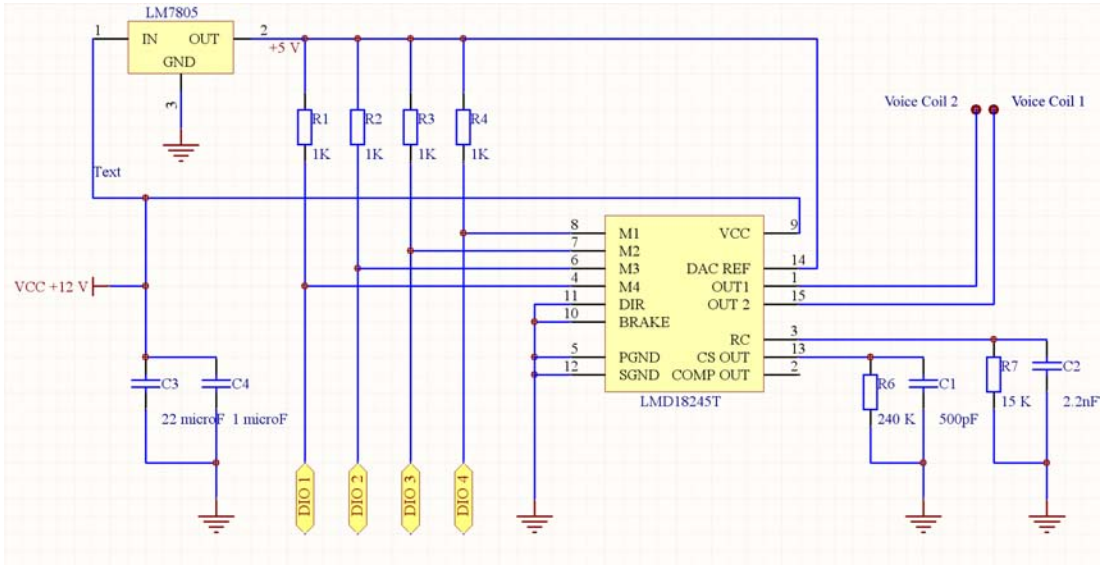 LM7805
1
IN
OUT
2
+5 V
GND
3
R1
R2
R3
R4
1K
1K
1K
1K
Voice Coil 2
Voice Coil 1
Text
8
M1
VCC
9
7
M2
6
M3
DAC REF
14
4
M4
OUT1
1
11
DIR
OUT 2
15
10
BRAKE
RC
3
5
PGND
CS OUT
13
12
SGND
COMP OUT
2
LMD18245T
VCC +12 V
C3
C4
22 microF
1 microF
R6
C1
240 K
500pF
R7
C2
15 K
2.2nF
DIO 1
DIO 2
DIO 3
DIO 4